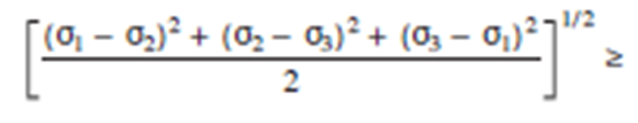 [ (σ₁ − σ₂)² + (σ₂ − σ₃)² + (σ₃ − σ₁)² / 2 ]^1/2 ≥